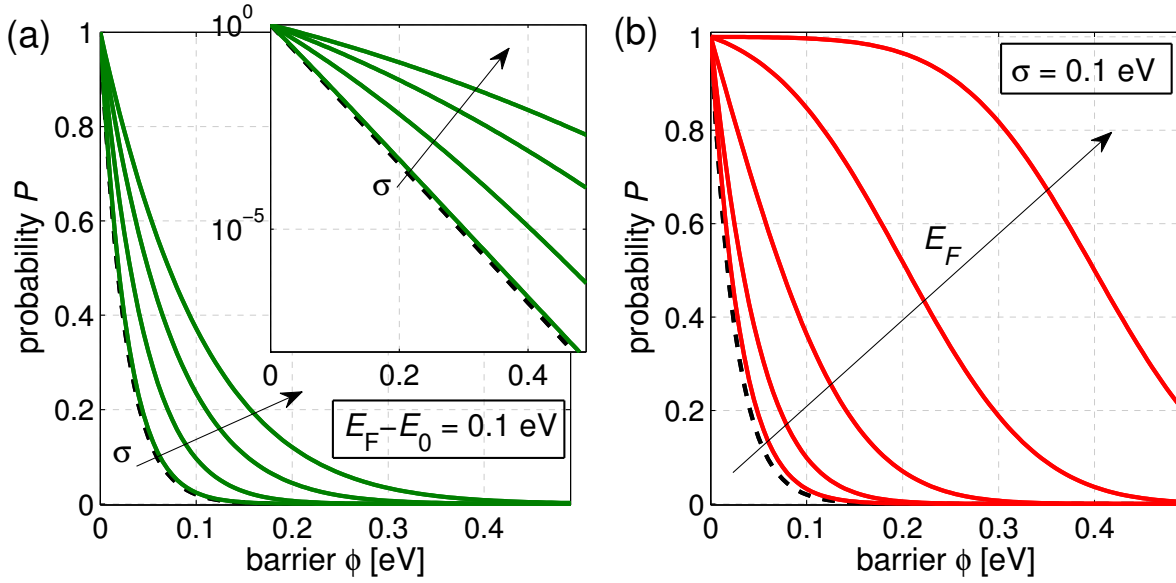 (a)
probability P
1
0.8
0.6
0.4
0.2
0
10^0
10^-5
σ
0
0.2
0.4
E_F−E_0 = 0.1 eV
σ
0
0.1
0.2
0.3
0.4
barrier ϕ [eV]
(b)
probability P
1
0.8
0.6
0.4
0.2
0
σ = 0.1 eV
E_F
0
0.1
0.2
0.3
0.4
barrier ϕ [eV]